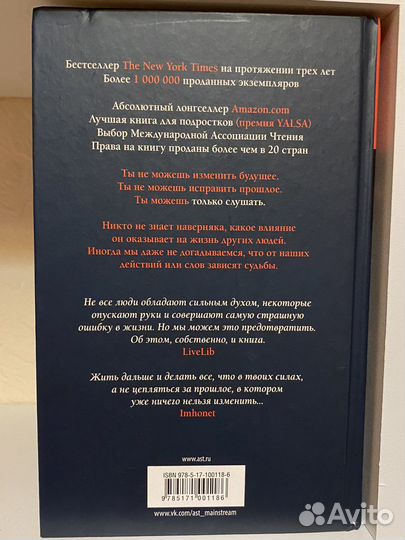 Бестселлер The New York Times на протяжении трех лет
Более 1 000 000 проданных экземпляров
Абсолютный лонгселлер Amazon.com
Лучшая книга для подростков (премия YALSA)
Выбор Международной Ассоциации Чтения
Права на книгу проданы более чем в 20 стран
Ты не можешь изменить будущее.
Ты не можешь исправить прошлое.
Ты можешь только слушать.
Никто не знает наверняка, какое влияние
он оказывает на жизнь других людей.
Иногда мы даже не догадываемся, что от наших
действий или слов зависят судьбы.
Не все люди обладают сильным духом, некоторые
опускают руки и совершают самую страшную
ошибку в жизни. Но мы можем это предотвратить.
Об этом, собственно, и книга.
LiveLib
Жить дальше и делать все, что в твоих силах,
а не цепляться за прошлое, в котором
уже ничего нельзя изменить...
Imhonet
www.ast.ru
ISBN 978-5-17-100118-6
9 785171 001186
www.vk.com/ast_mainstream
Avito